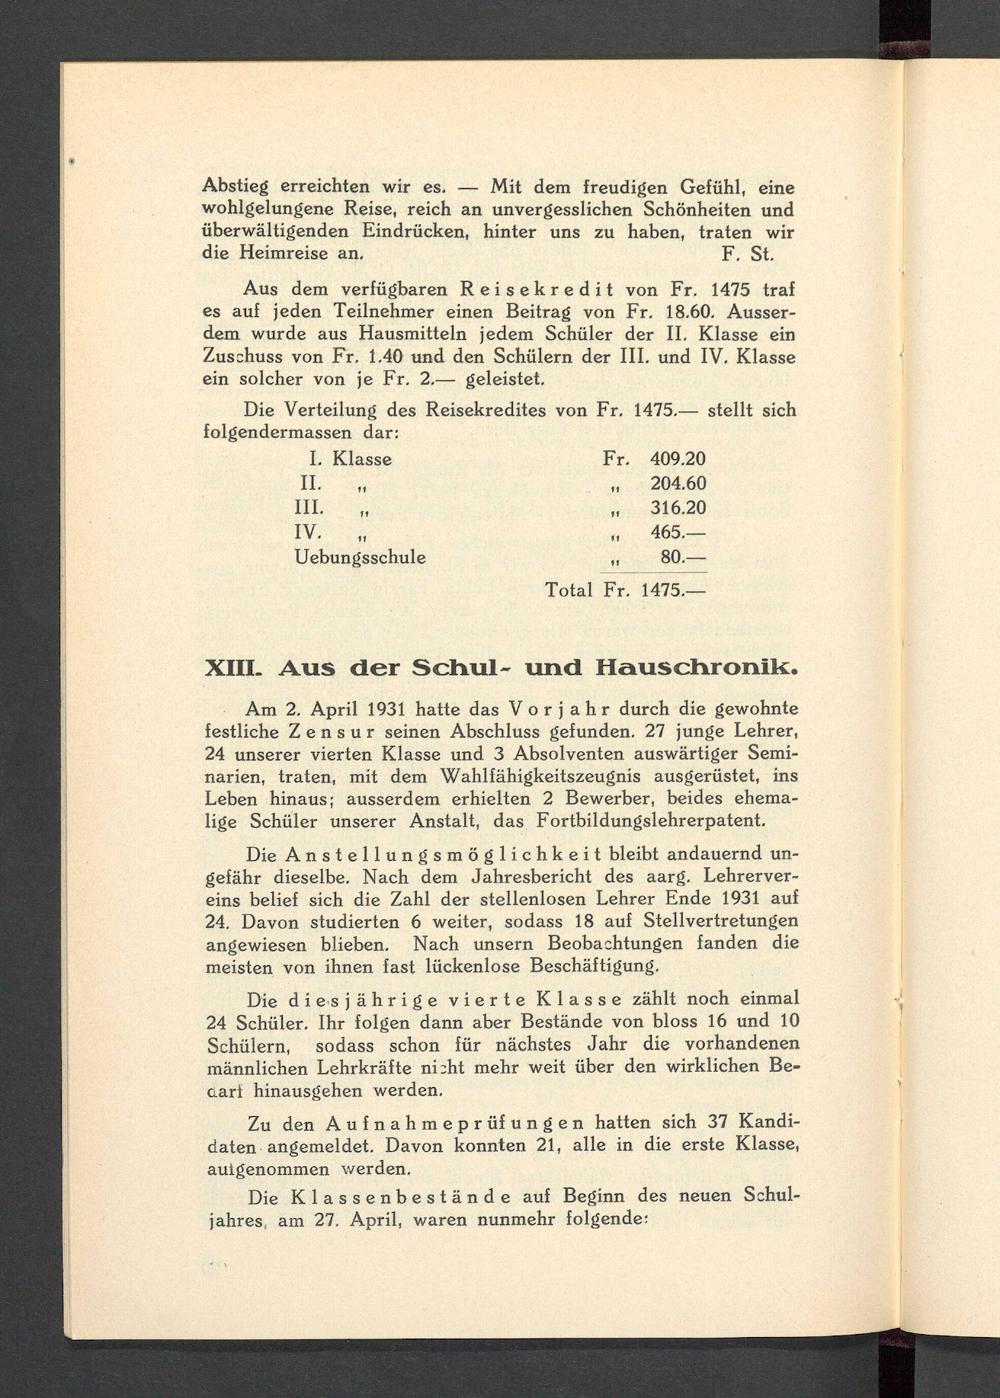 Abstieg erreichten wir es. — Mit dem freudigen Gefühl, eine
wohlgelungene Reise, reich an unvergesslichen Schönheiten und
überwältigenden Eindrücken, hinter uns zu haben, traten wir
die Heimreise an. F. St.
Aus dem verfügbaren Reisekredit von Fr. 1475 traf
es auf jeden Teilnehmer einen Beitrag von Fr. 18.60. Ausser-
dem wurde aus Hausmitteln jedem Schüler der II. Klasse ein
Zuschuss von Fr. 1.40 und den Schülern der III. und IV. Klasse
ein solcher von je Fr. 2.— geleistet.
Die Verteilung des Reisekredites von Fr. 1475.— stellt sich
folgendermassen dar:
I. Klasse Fr. 409.20
II. „ „ 204.60
III. „ „ 316.20
IV. „ „ 465.—
Uebungsschule „ 80.—
Total Fr. 1475.—
XIII. Aus der Schul- und Hauschronik.
Am 2. April 1931 hatte das Vorjahr durch die gewohnte
festliche Zensur seinen Abschluss gefunden. 27 junge Lehrer,
24 unserer vierten Klasse und 3 Absolventen auswärtiger Semi-
narien, traten, mit dem Wahlfähigkeitszeugnis ausgerüstet, ins
Leben hinaus; ausserdem erhielten 2 Bewerber, beides ehema-
lige Schüler unserer Anstalt, das Fortbildungslehrerpatent.
Die Anstellungsmöglichkeit bleibt andauernd un-
gefähr dieselbe. Nach dem Jahresbericht des aarg. Lehrerver-
eins belief sich die Zahl der stellenlosen Lehrer Ende 1931 auf
24. Davon studierten 6 weiter, sodass 18 auf Stellvertretungen
angewiesen blieben. Nach unsern Beobachtungen fanden die
meisten von ihnen fast lückenlose Beschäftigung.
Die diesjährige vierte Klasse zählt noch einmal
24 Schüler. Ihr folgen dann aber Bestände von bloss 16 und 10
Schülern, sodass schon für nächstes Jahr die vorhandenen
männlichen Lehrkräfte nicht mehr weit über den wirklichen Be-
darf hinausgehen werden.
Zu den Aufnahmeprüfungen hatten sich 37 Kandi-
daten angemeldet. Davon konnten 21, alle in die erste Klasse,
aufgenommen werden.
Die Klassenbestände auf Beginn des neuen Schul-
jahres, am 27. April, waren nunmehr folgende: